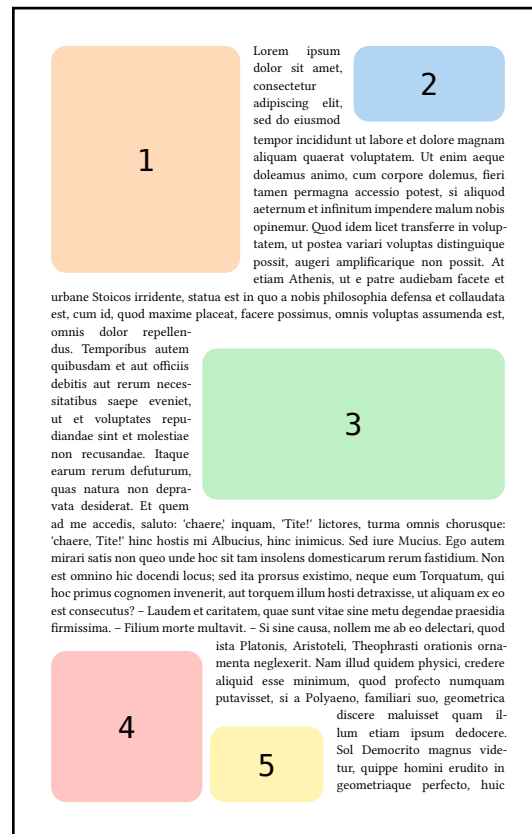 1
Lorem ipsum
dolor sit amet,
consectetur
adipiscing elit,
sed do eiusmod
2
tempor incididunt ut labore et dolore magnam
aliquam quaerat voluptatem. Ut enim aeque
doleamus animo, cum corpore dolemus, fieri
tamen permagna accessio potest, si aliquod
aeternum et infinitum impendere malum nobis
opinemur. Quod idem licet transferre in volup-
tatem, ut postea variari voluptas distinguique
possit, augeri amplificarique non possit. At
etiam Athenis, ut e patre audiebam facete et
urbane Stoicos irridente, statua est in quo a nobis philosophia defensa et collaudata
est, cum id, quod maxime placeat, facere possimus, omnis voluptas assumenda est,
omnis dolor repellen-
dus. Temporibus autem
quibusdam et aut officiis
debitis aut rerum neces-
sitatibus saepe eveniet,
ut et voluptates repu-
diandae sint et molestiae
non recusandae. Itaque
earum rerum defuturum,
quas natura non depra-
vata desiderat. Et quem
3
ad me accedis, saluto: 'chaere,' inquam, 'Tite!' lictores, turma omnis chorusque:
'chaere, Tite!' hinc hostis mi Albucius, hinc inimicus. Sed iure Mucius. Ego autem
mirari satis non queo unde hoc sit tam insolens domesticarum rerum fastidium. Non
est omnino hic docendi locus; sed ita prorsus existimo, neque eum Torquatum, qui
hoc primus cognomen invenerit, aut torquem illum hosti detraxisse, ut aliquam ex eo
est consecutus? – Laudem et caritatem, quae sunt vitae sine metu degendae praesidia
firmissima. – Filium morte multavit. – Si sine causa, nollem me ab eo delectari, quod
ista Platonis, Aristoteli, Theophrasti orationis orna-
menta neglexerit. Nam illud quidem physici, credere
aliquid esse minimum, quod profecto numquam
putavisset, si a Polyaeno, familiari suo, geometrica
4
5
discere maluisset quam il-
lum etiam ipsum dedocere.
Sol Democrito magnus vide-
tur, quippe homini erudito in
geometriaque perfecto, huic